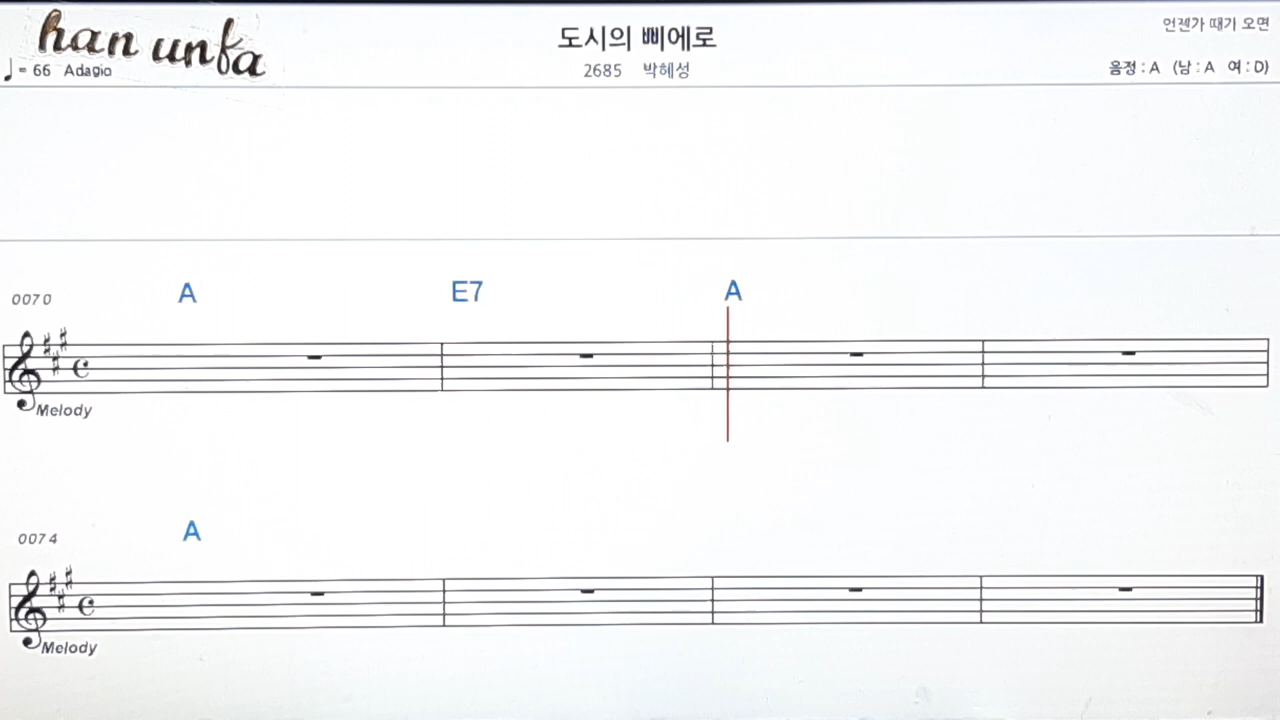 han unfa
도시의 삐에로
언젠가 때가 오면
♩= 66 Adagio
2685 박혜성
음정 : A (남 : A 여 : D)
0070 A E7 A
Melody
0074 A
Melody